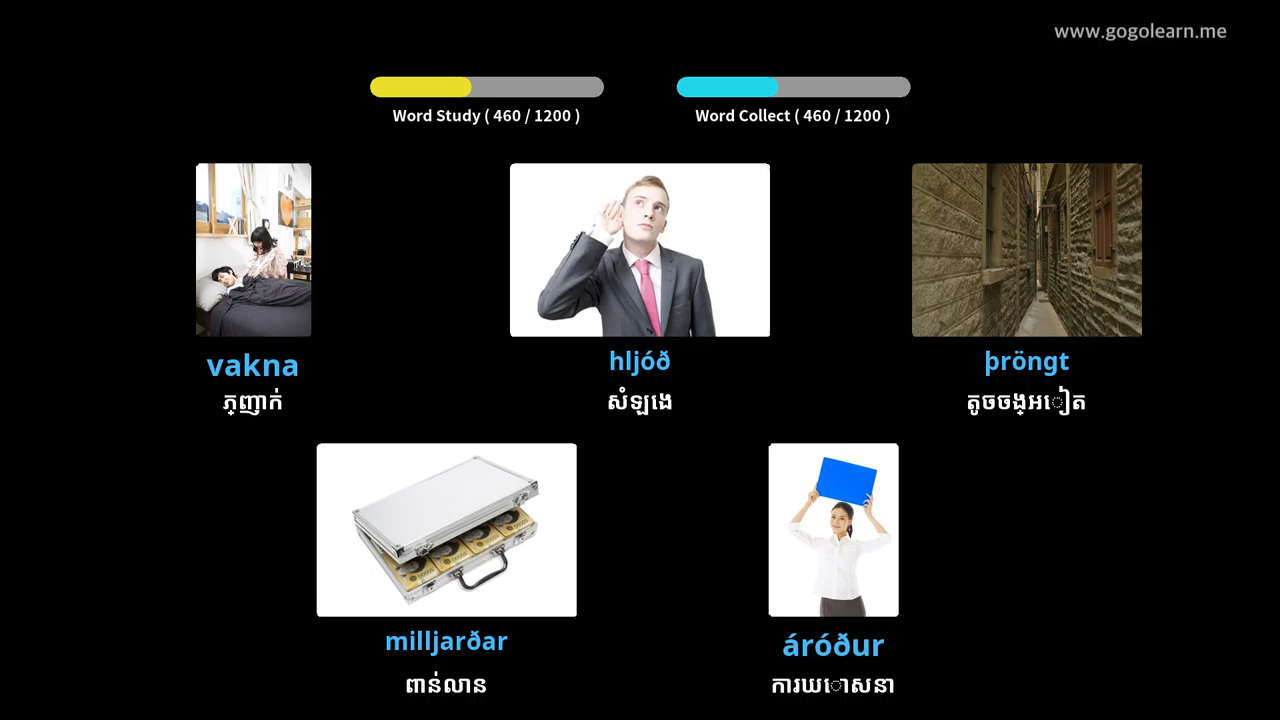 www.gogolearn.me
Word Study ( 460 / 1200 )
Word Collect ( 460 / 1200 )
vakna
ភ្ញាក់
hljóð
សំឡេង
þröngt
តូចចង្អៀត
milljarðar
ពាន់លាន
áróður
ការឃោសនា